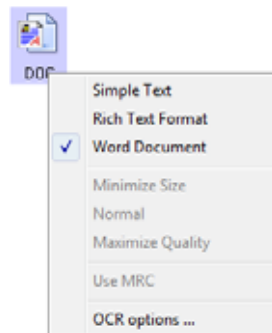 DOC
Simple Text
Rich Text Format
Word Document
Minimize Size
Normal
Maximize Quality
Use MRC
OCR options ...